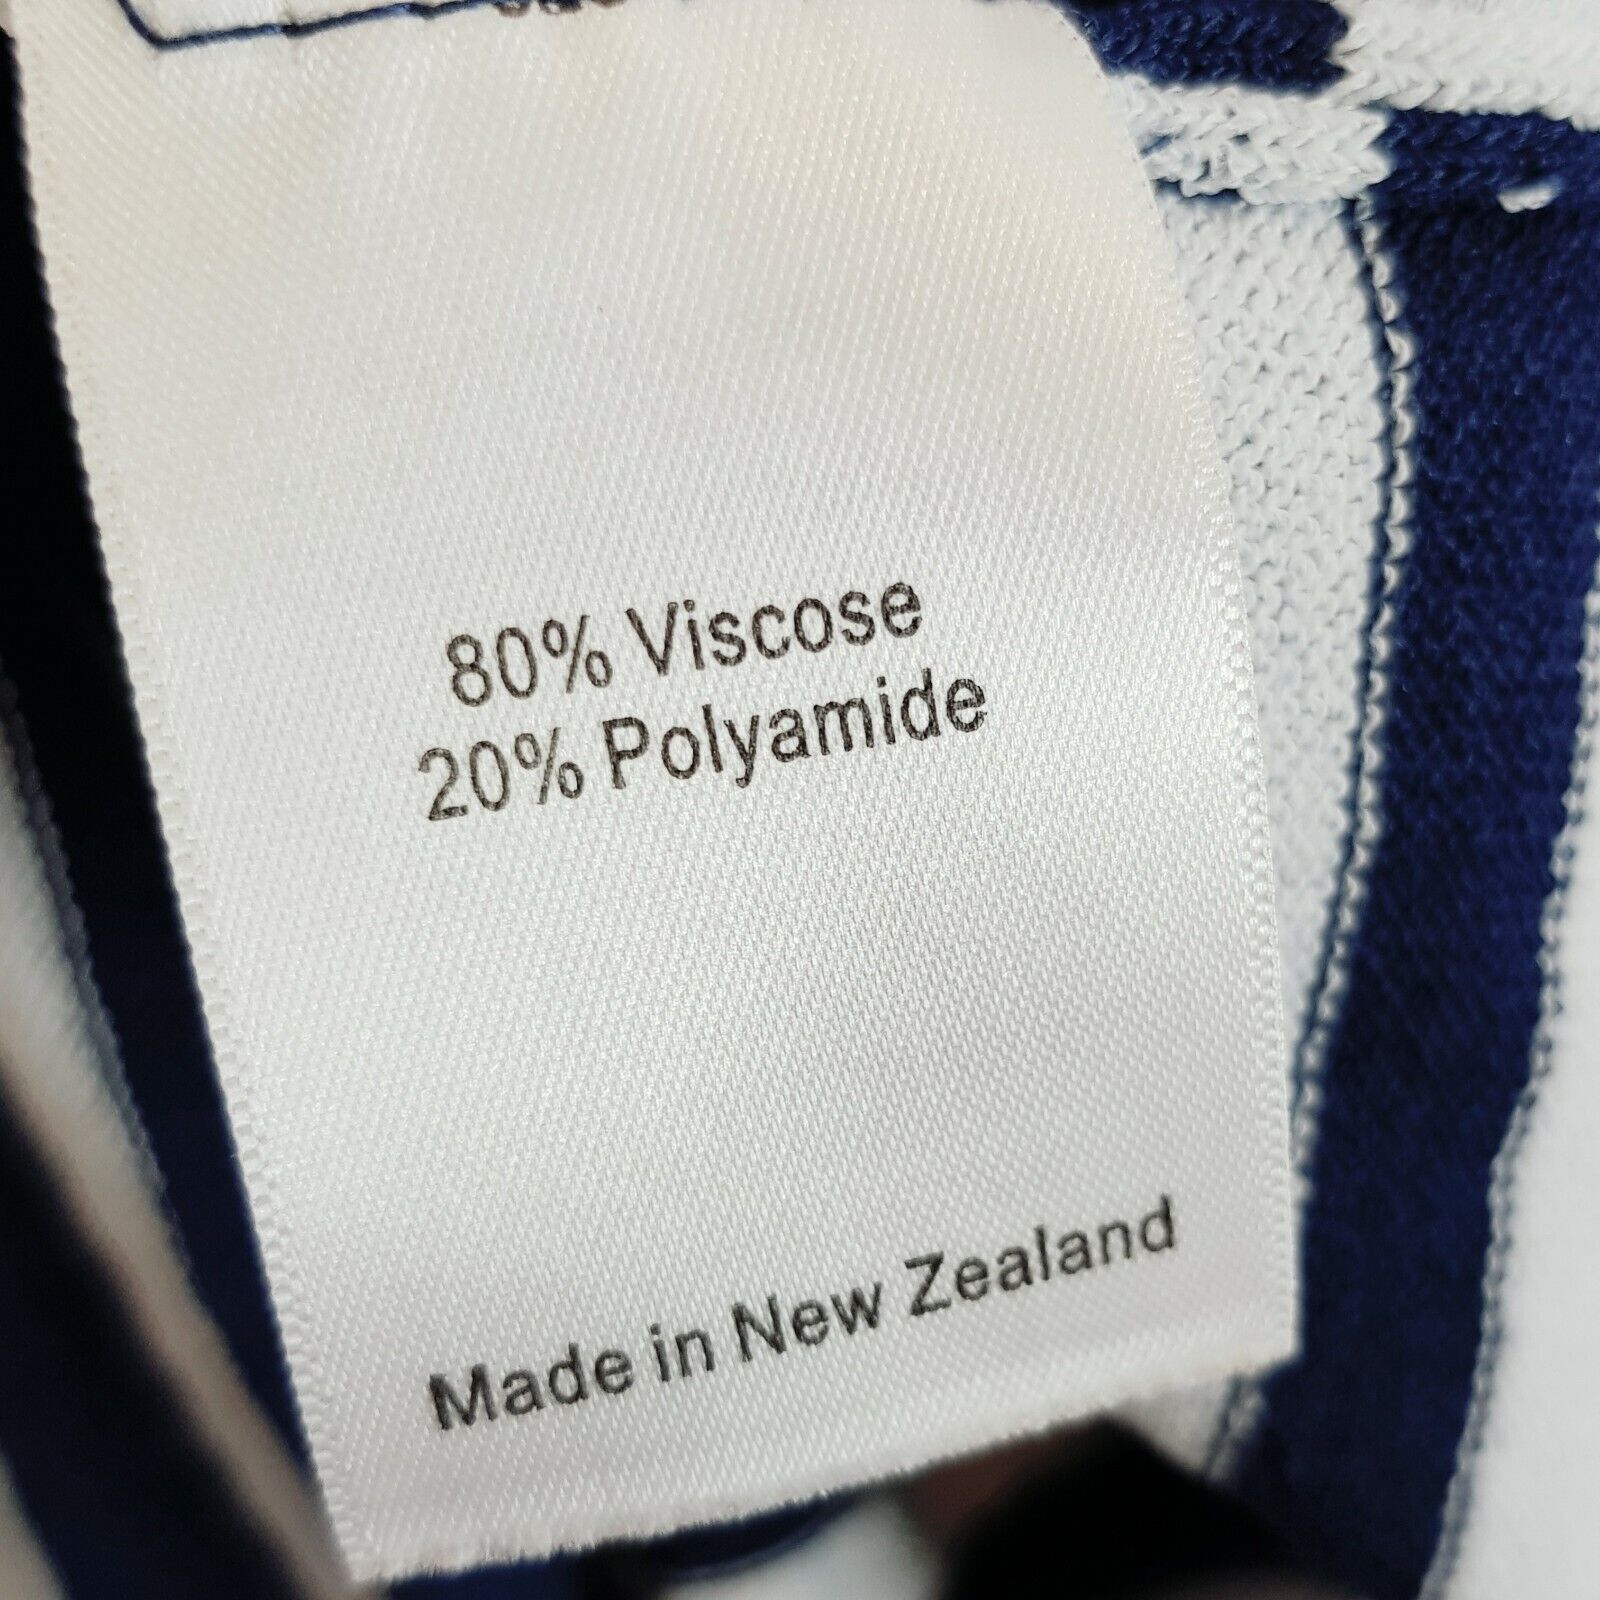 80% Viscose
20% Polyamide
Made in New Zealand